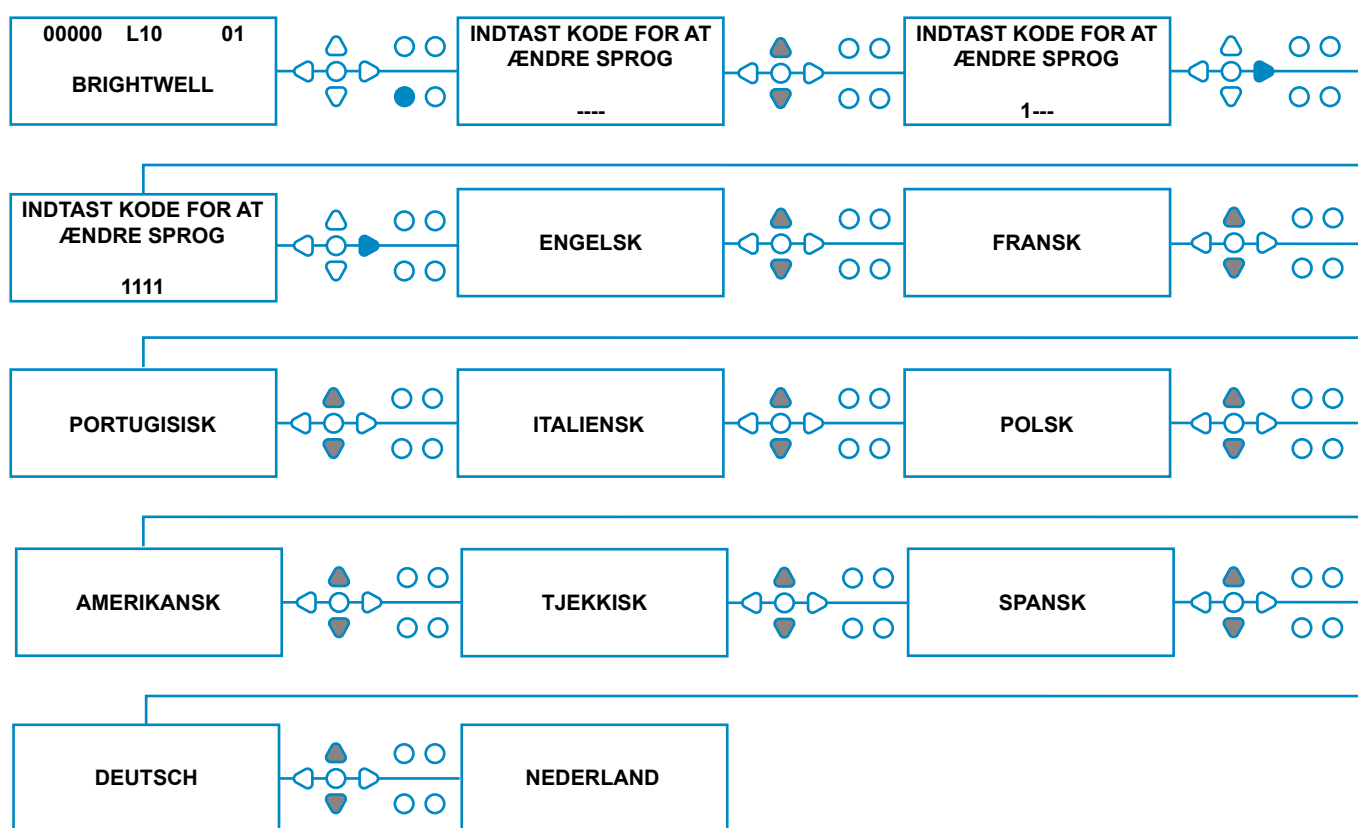 00000 L10 01
BRIGHTWELL
INDTAST KODE FOR AT
ÆNDRE SPROG
----
INDTAST KODE FOR AT
ÆNDRE SPROG
1---
INDTAST KODE FOR AT
ÆNDRE SPROG
1111
ENGELSK
FRANSK
PORTUGISISK
ITALIENSK
POLSK
AMERIKANSK
TJEKKISK
SPANSK
DEUTSCH
NEDERLAND